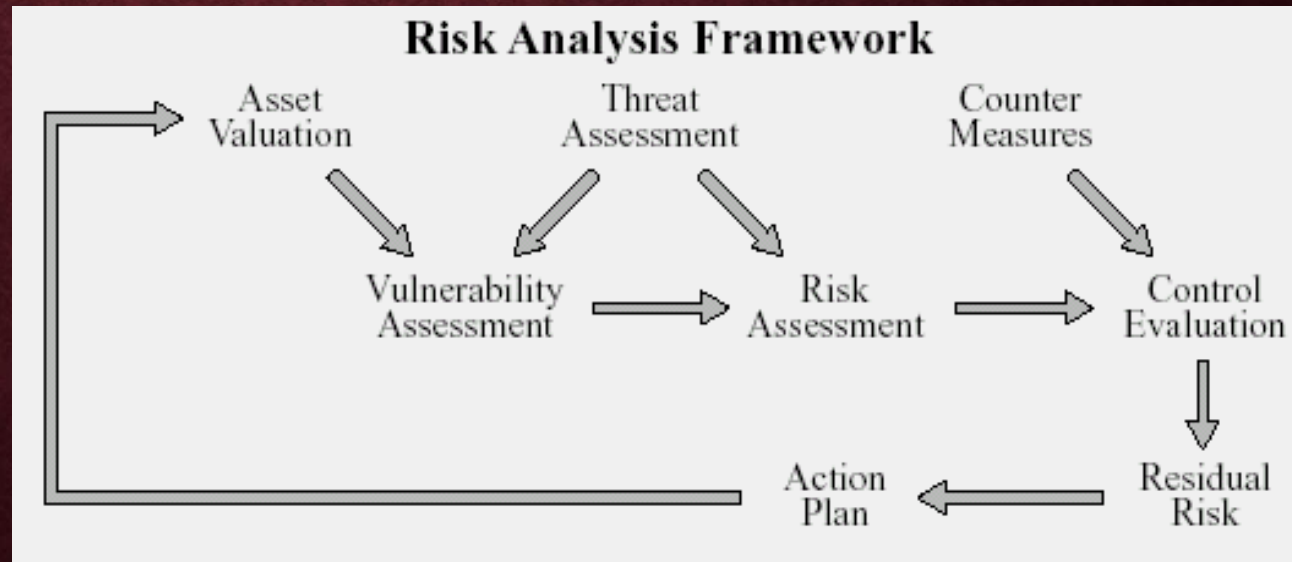 Risk Analysis Framework
Asset
Valuation
Threat
Assessment
Counter
Measures
Vulnerability
Assessment
Risk
Assessment
Control
Evaluation
Action
Plan
Residual
Risk